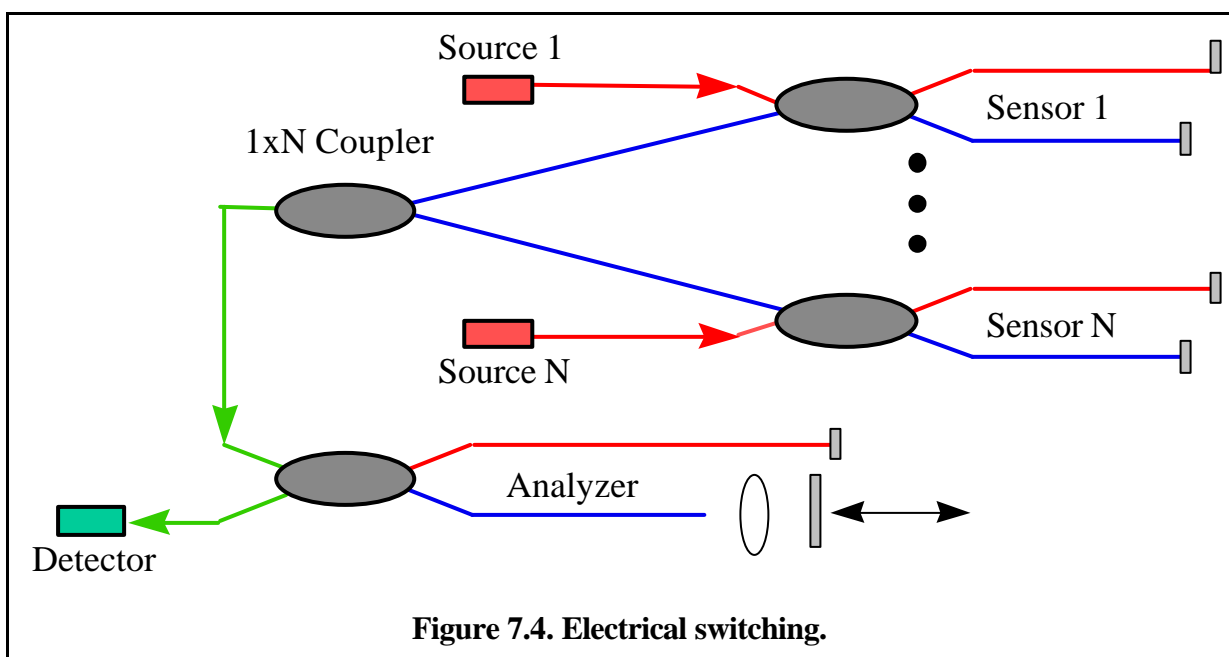 Source 1
Sensor 1
1xN Coupler
Sensor N
Source N
Analyzer
Detector
Figure 7.4. Electrical switching.